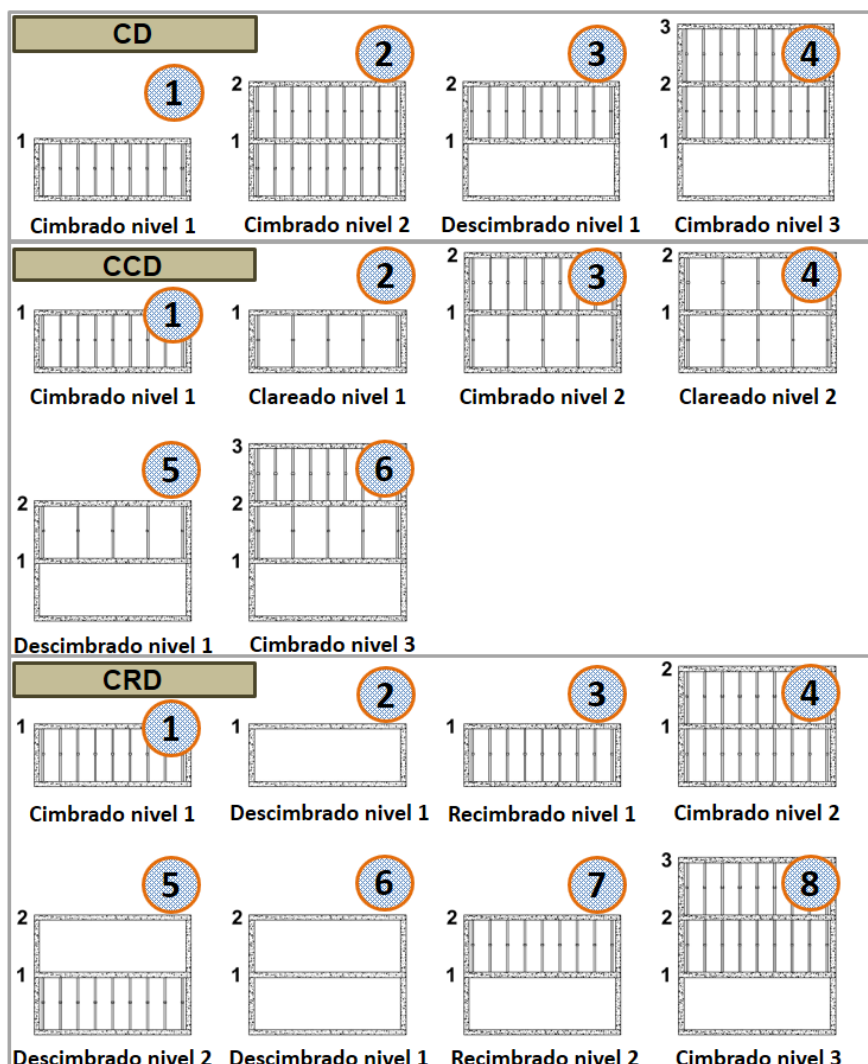 CD
1
1
Cimbrado nivel 1
2
2
1
Cimbrado nivel 2
3
2
1
Descimbrado nivel 1
4
3
2
1
Cimbrado nivel 3
CCD
1
1
Cimbrado nivel 1
2
1
Clareado nivel 1
3
2
1
Cimbrado nivel 2
4
2
1
Clareado nivel 2
5
2
1
Descimbrado nivel 1
6
3
2
1
Cimbrado nivel 3
CRD
1
1
Cimbrado nivel 1
2
1
Descimbrado nivel 1
3
1
Recimbrado nivel 1
4
2
1
Cimbrado nivel 2
5
2
1
Descimbrado nivel 2
6
2
1
Descimbrado nivel 1
7
2
1
Recimbrado nivel 2
8
3
2
1
Cimbrado nivel 3